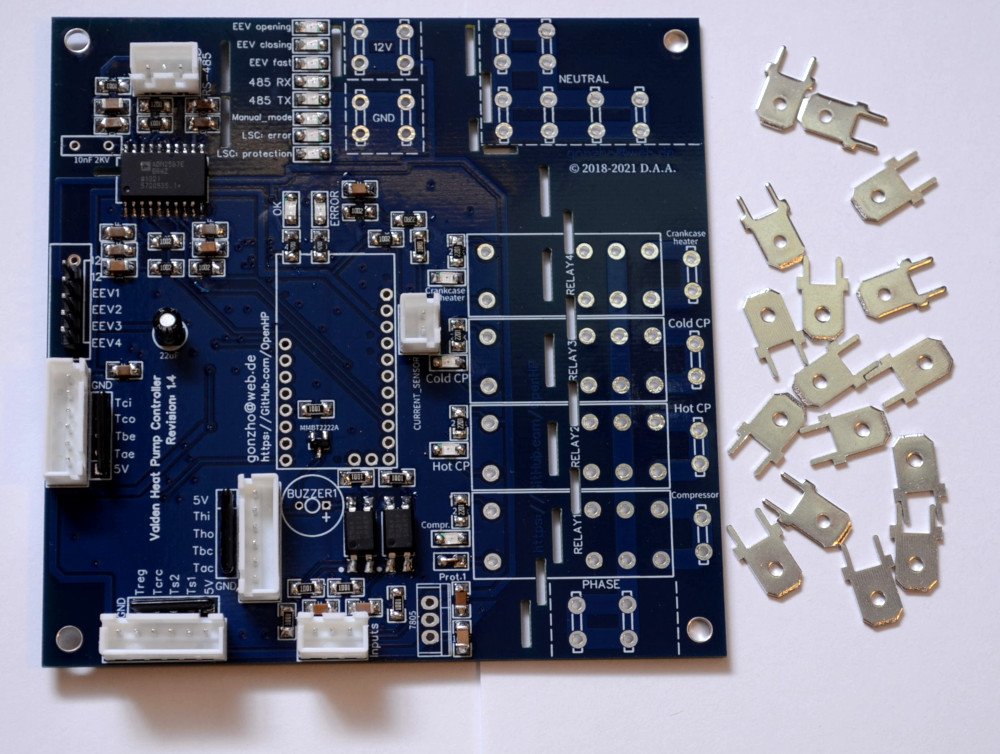 EEV opening
EEV closing
EEV fast
485 RX
485 TX
Manual_mode
LSC: error
LSC: protection
12V
GND
NEUTRAL
© 2018-2021 D.A.A.
RS-485
10nF 2KV
ADM2583E
BRWZ
OK
ERROR
EEV1
EEV2
EEV3
EEV4
22uF
GND
Tci
Tco
Tbe
Tae
5V
Valden Heat Pump Controller
Revision: 1.4
gonzho@web.de
https://GitHub.com/OpenHP
MMBT2222A
CURRENT_SENSOR
Crankcase
heater
Cold CP
Hot CP
Compr.
Prot.1
RELAY4
RELAY3
RELAY2
RELAY1
Crankcase
heater
Cold CP
Hot CP
Compressor
PHASE
5V
Thi
Tho
Tbc
Tac
GND
BUZZER1
+
GND
Treg
Tcrc
Ts2
Ts1
5V
Inputs
7805